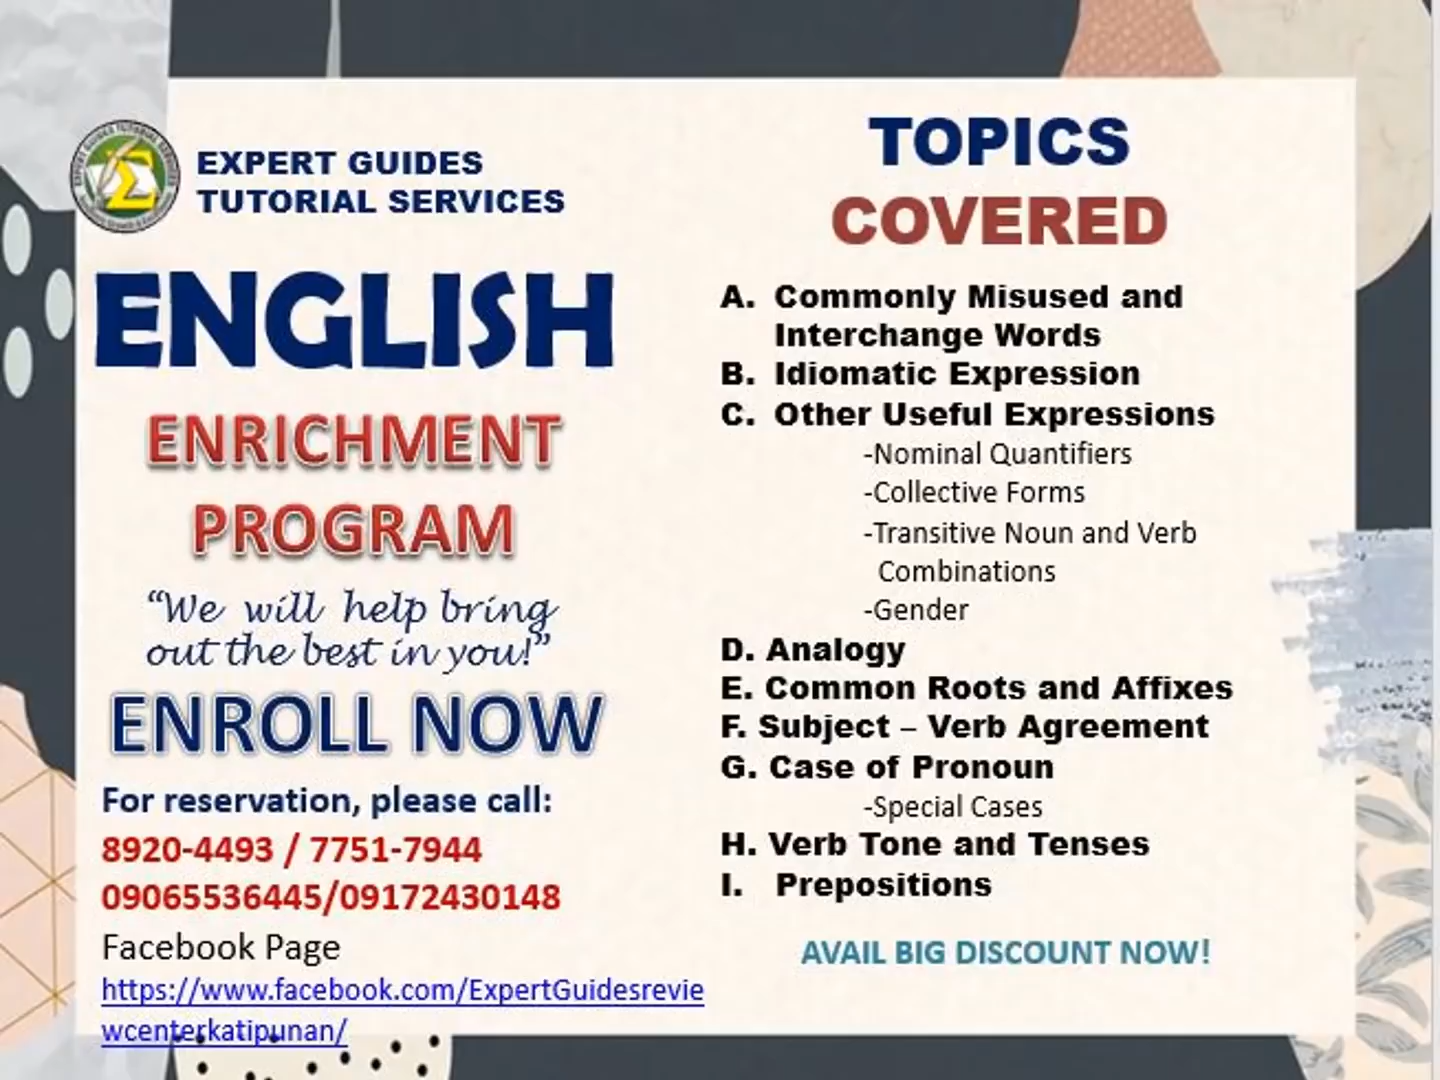 EXPERT GUIDES
TUTORIAL SERVICES
ENGLISH
ENRICHMENT
PROGRAM
“We will help bring
out the best in you!”
ENROLL NOW
For reservation, please call:
8920-4493 / 7751-7944
09065536445/09172430148
Facebook Page
https://www.facebook.com/ExpertGuidesrevie
wcenterkatipunan/
TOPICS
COVERED
A. Commonly Misused and
Interchange Words
B. Idiomatic Expression
C. Other Useful Expressions
-Nominal Quantifiers
-Collective Forms
-Transitive Noun and Verb
Combinations
-Gender
D. Analogy
E. Common Roots and Affixes
F. Subject – Verb Agreement
G. Case of Pronoun
-Special Cases
H. Verb Tone and Tenses
I. Prepositions
AVAIL BIG DISCOUNT NOW!